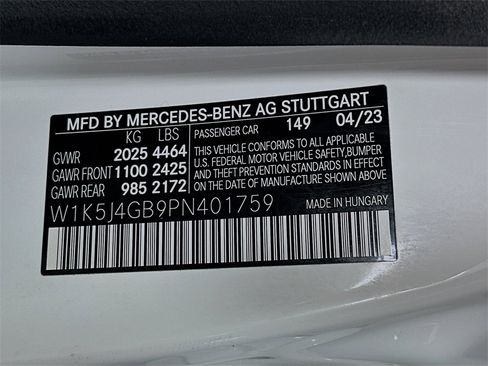 MFD BY MERCEDES-BENZ AG STUTTGART
KG LBS PASSENGER CAR 149 04/23
GVWR 2025 4464
GAWR FRONT 1100 2425
GAWR REAR 985 2172
THIS VEHICLE CONFORMS TO ALL APPLICABLE
U.S. FEDERAL MOTOR VEHICLE SAFETY, BUMPER,
AND THEFT PREVENTION STANDARDS IN
EFFECT ON THE DATE OF MANUFACTURE
SHOWN ABOVE.
MADE IN HUNGARY
W1K5J4GB9PN401759